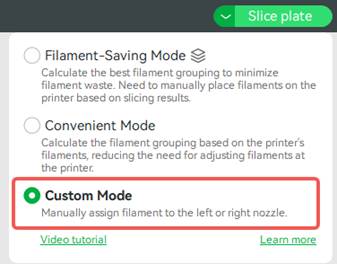 Slice plate
Filament-Saving Mode
Calculate the best filament grouping to minimize
filament waste. Need to manually place filaments on the
printer based on slicing results.
Convenient Mode
Calculate the filament grouping based on the printer's
filaments, reducing the need for adjusting filaments at
the printer.
Custom Mode
Manually assign filament to the left or right nozzle.
Video tutorial
Learn more